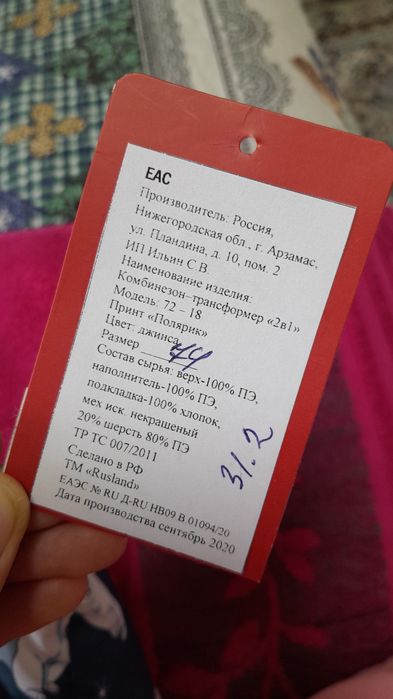 EAC
Производитель: Россия,
Нижегородская обл., г. Арзамас,
ул. Пландина, д. 10, пом. 2
ИП Ильич С В
Наименование изделия:
Комбинезон–трансформер «2в1»
Модель: 72 – 18
Принт «Полярик»
Цвет: джинса
Размер 44
Состав сырья: верх-100% ПЭ,
наполнитель-100% ПЭ,
подкладка-100% хлопок,
мех иск. некрашеный
20% шерсть 80% ПЭ
ТР ТС 007/2011
Сделано в РФ
ТМ «Rusland»
ЕАЭС № RU Д-RU.НВ09.В 01094/20
Дата производства сентябрь 2020
31.2